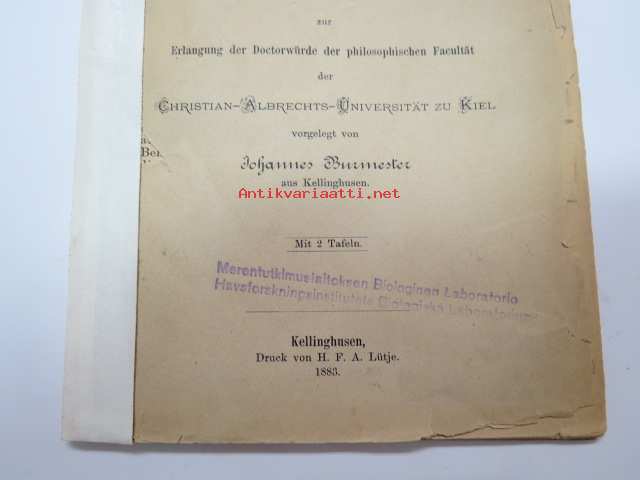 zur
Erlangung der Doctorwürde der philosophischen Facultät
der
CHRISTIAN-ALBRECHTS-UNIVERSITÄT ZU KIEL
vorgelegt von
Johannes Burmester
aus Kellinghusen.
Antikvariaatti.net
Mit 2 Tafeln.
Merentutkimuslaitoksen Biologinen Laboratorio
Havsforskningsinstitutets Biologiska Laboratorium
Kellinghusen,
Druck von H. F. A. Lütje.
1883.